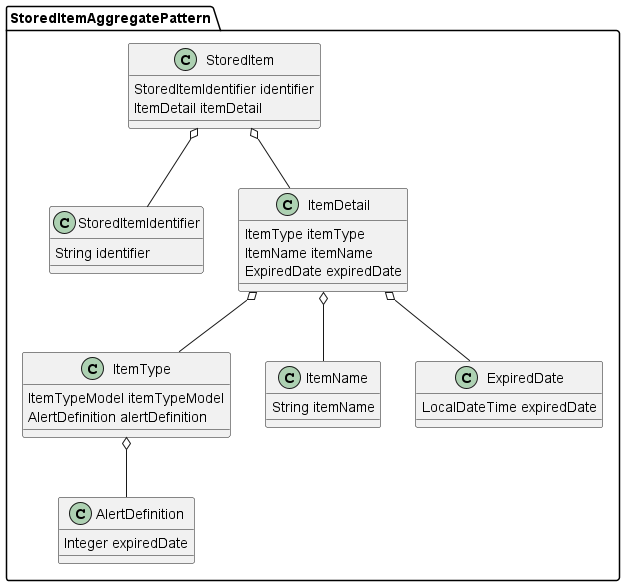 StoredItemAggregatePattern
C StoredItem
StoredItemIdentifier identifier
ItemDetail itemDetail
C StoredItemIdentifier
String identifier
C ItemDetail
ItemType itemType
ItemName itemName
ExpiredDate expiredDate
C ItemType
ItemTypeModel itemTypeModel
AlertDefinition alertDefinition
C ItemName
String itemName
C ExpiredDate
LocalDateTime expiredDate
C AlertDefinition
Integer expiredDate